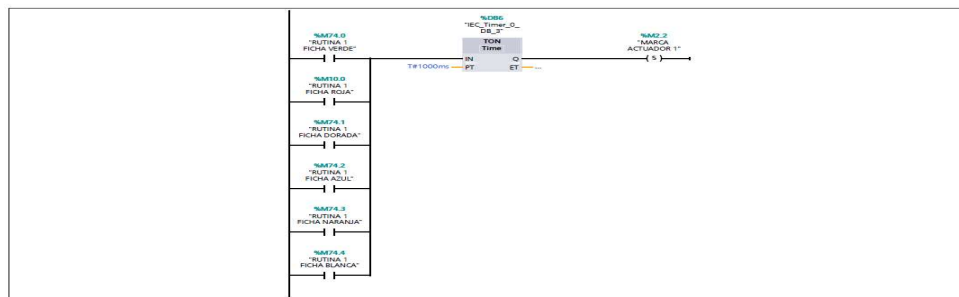 %M74.0
"RUTINA 1
FICHA VERDE"
%DB6
"IEC_Timer_0_
DB_3"
TON
Time
IN
Q
T#1000ms
PT
ET
...
%M2.2
"MARCA
ACTUADOR 1"
S
%M10.0
"RUTINA 1
FICHA ROJA"
%M74.1
"RUTINA 1
FICHA DORADA"
%M74.2
"RUTINA 1
FICHA AZUL"
%M74.3
"RUTINA 1
FICHA NARANJA"
%M74.4
"RUTINA 1
FICHA BLANCA"